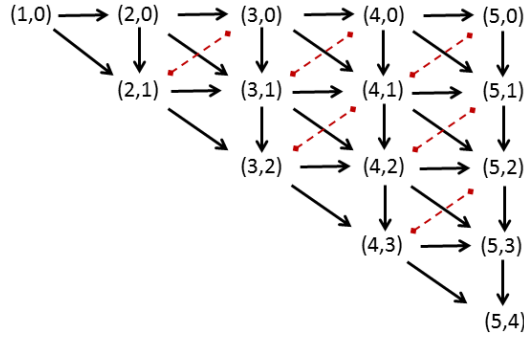 (1,0) (2,0) (3,0) (4,0) (5,0)
(2,1) (3,1) (4,1) (5,1)
(3,2) (4,2) (5,2)
(4,3) (5,3)
(5,4)